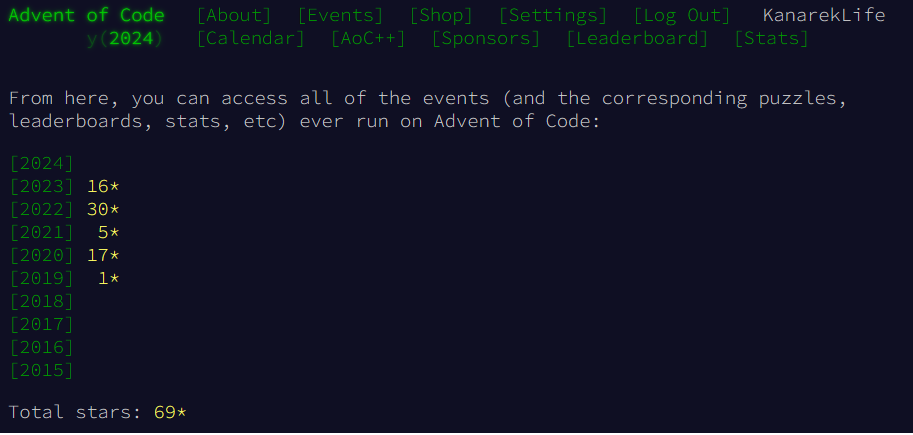 Advent of Code [About] [Events] [Shop] [Settings] [Log Out] KanarekLife
y(2024) [Calendar] [AoC++] [Sponsors] [Leaderboard] [Stats]
From here, you can access all of the events (and the corresponding puzzles,
leaderboards, stats, etc) ever run on Advent of Code:
[2024]
[2023] 16*
[2022] 30*
[2021] 5*
[2020] 17*
[2019] 1*
[2018]
[2017]
[2016]
[2015]
Total stars: 69*